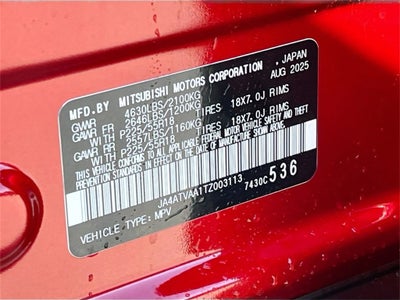 MFD.BY MITSUBISHI MOTORS CORPORATION, JAPAN
GVWR 4630LBS/2100KG AUG 2025
GAWR FR 2646LBS/1200KG
WITH P225/55R18 TIRES 18X7.0J RIMS
GAWR RR 2557LBS/1160KG
WITH P225/55R18 TIRES 18X7.0J RIMS
THIS VEHICLE CONFORMS TO ALL APPLICABLE FEDERAL MOTOR VEHICLE
SAFETY AND THEFT PREVENTION STANDARDS IN EFFECT ON THE DATE OF
MANUFACTURE SHOWN ABOVE.
JA4ATVAA1TZ003113 7430C536
VEHICLE TYPE: MPV